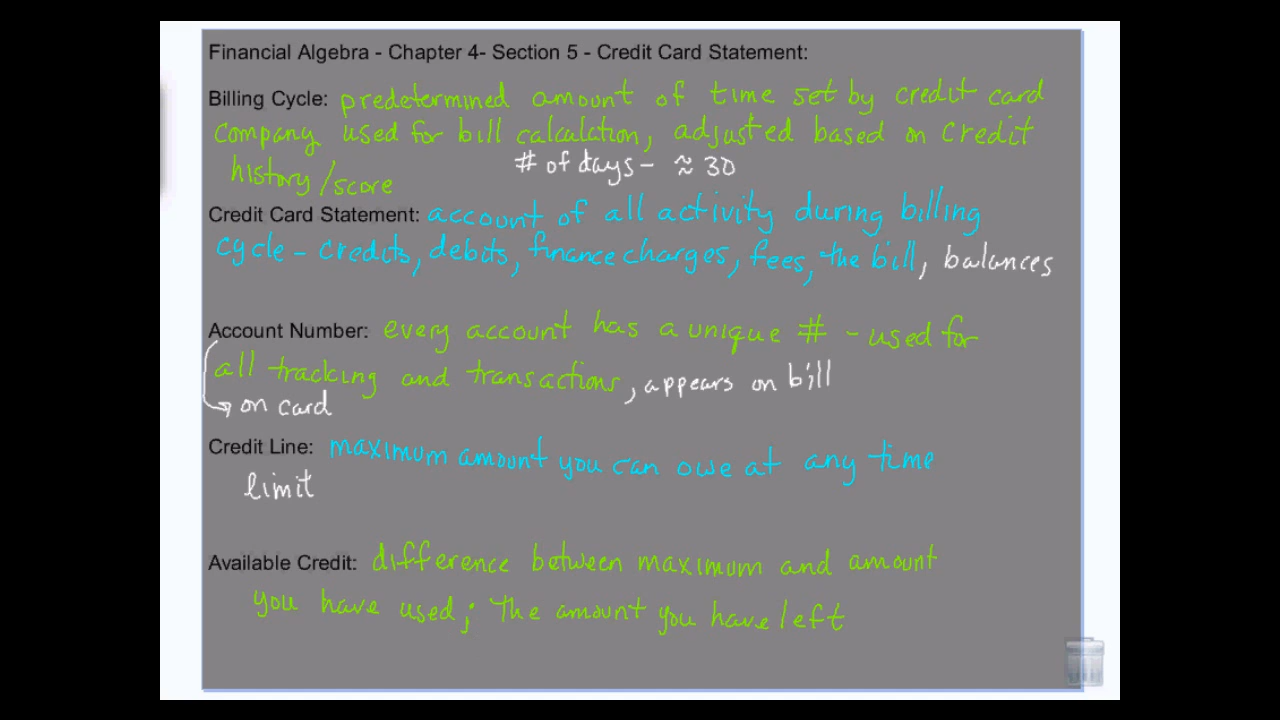 Financial Algebra - Chapter 4- Section 5 - Credit Card Statement:
Billing Cycle: predetermined amount of time set by credit card
company used for bill calculation, adjusted based on credit
history/score # of days - ≈ 30
Credit Card Statement: account of all activity during billing
cycle - credits, debits, finance charges, fees, the bill, balances
Account Number: every account has a unique # - used for
all tracking and transactions, appears on bill
→ on card
Credit Line: maximum amount you can owe at any time
limit
Available Credit: difference between maximum and amount
you have used; the amount you have left